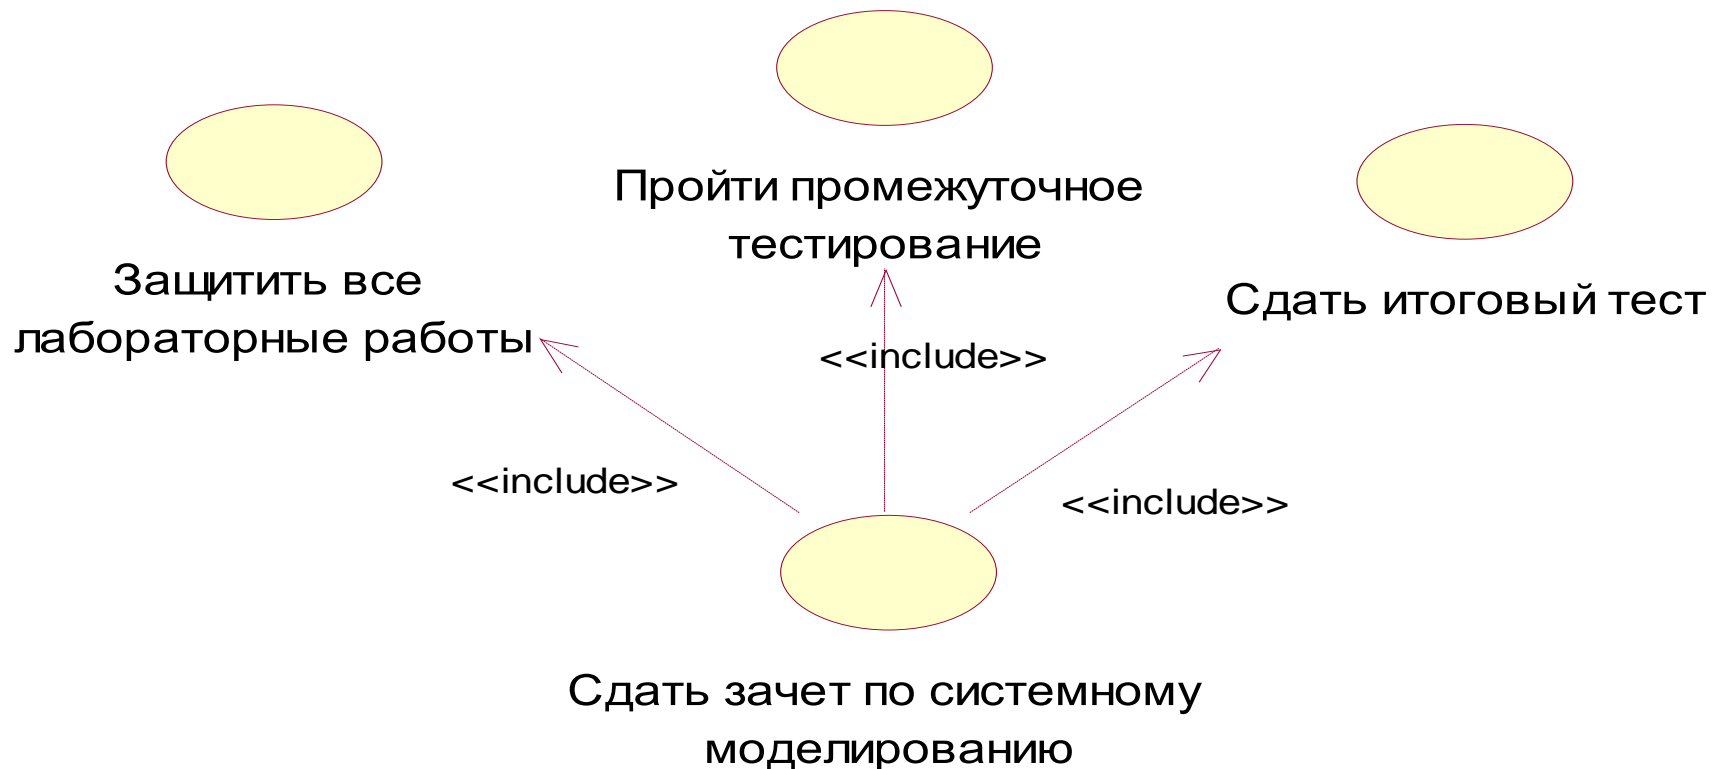 Пройти промежуточное
тестирование
Защитить все
лабораторные работы
Сдать итоговый тест
<<include>>
<<include>>
<<include>>
Сдать зачет по системному
моделированию